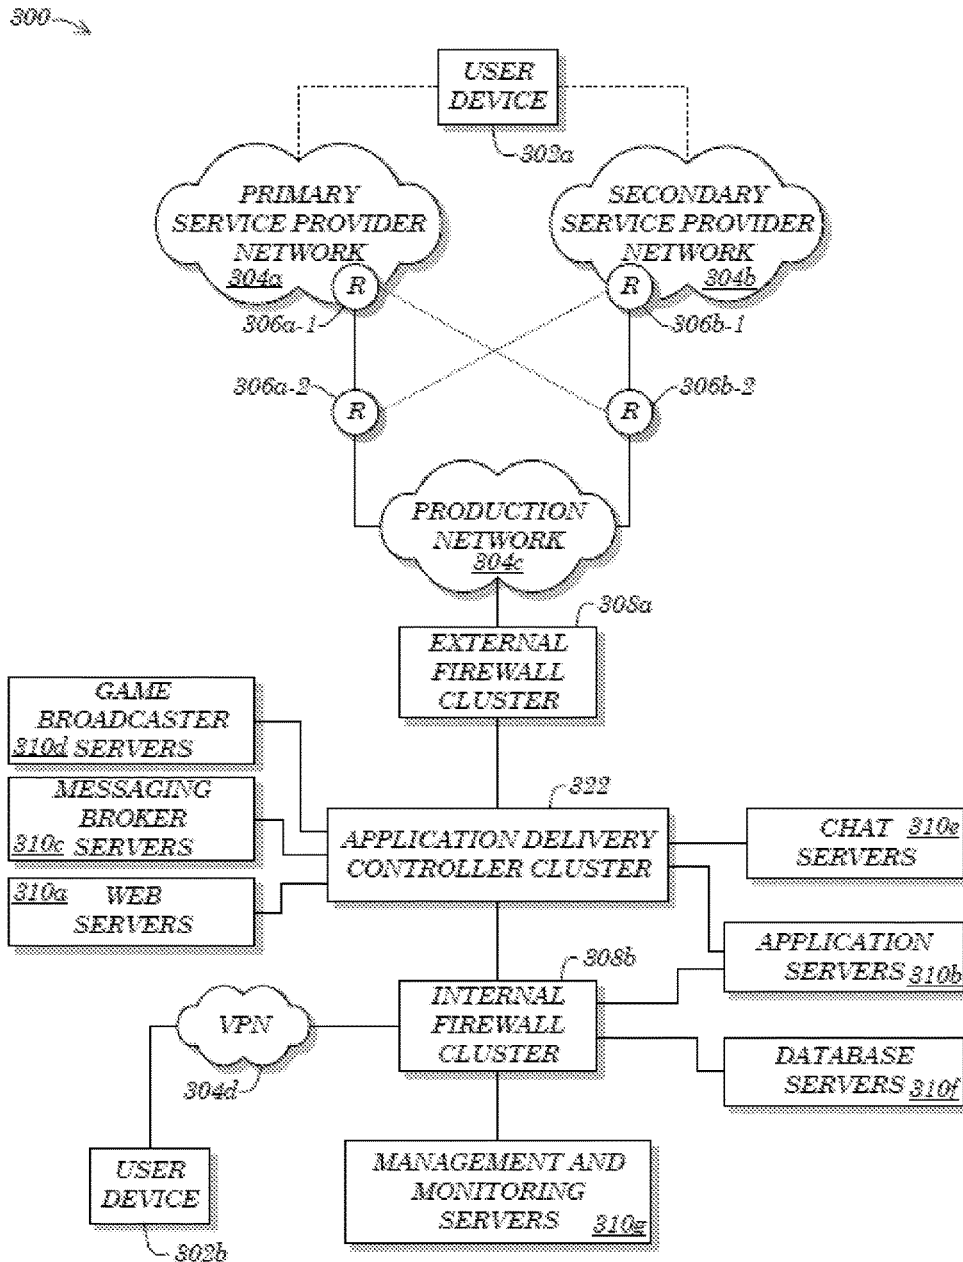 300
USER
DEVICE
302a
PRIMARY
SERVICE PROVIDER
NETWORK
304a
SECONDARY
SERVICE PROVIDER
NETWORK
304b
R
R
306a-1
306b-1
306a-2
306b-2
R
R
PRODUCTION
NETWORK
304c
308a
EXTERNAL
FIREWALL
CLUSTER
GAME
BROADCASTER
310d SERVERS
MESSAGING
BROKER
310c SERVERS
310a WEB
SERVERS
322
APPLICATION DELIVERY
CONTROLLER CLUSTER
CHAT 310e
SERVERS
APPLICATION
SERVERS 310b
308b
INTERNAL
FIREWALL
CLUSTER
VPN
304d
DATABASE
SERVERS 310f
USER
DEVICE
302b
MANAGEMENT AND
MONITORING
SERVERS 310g